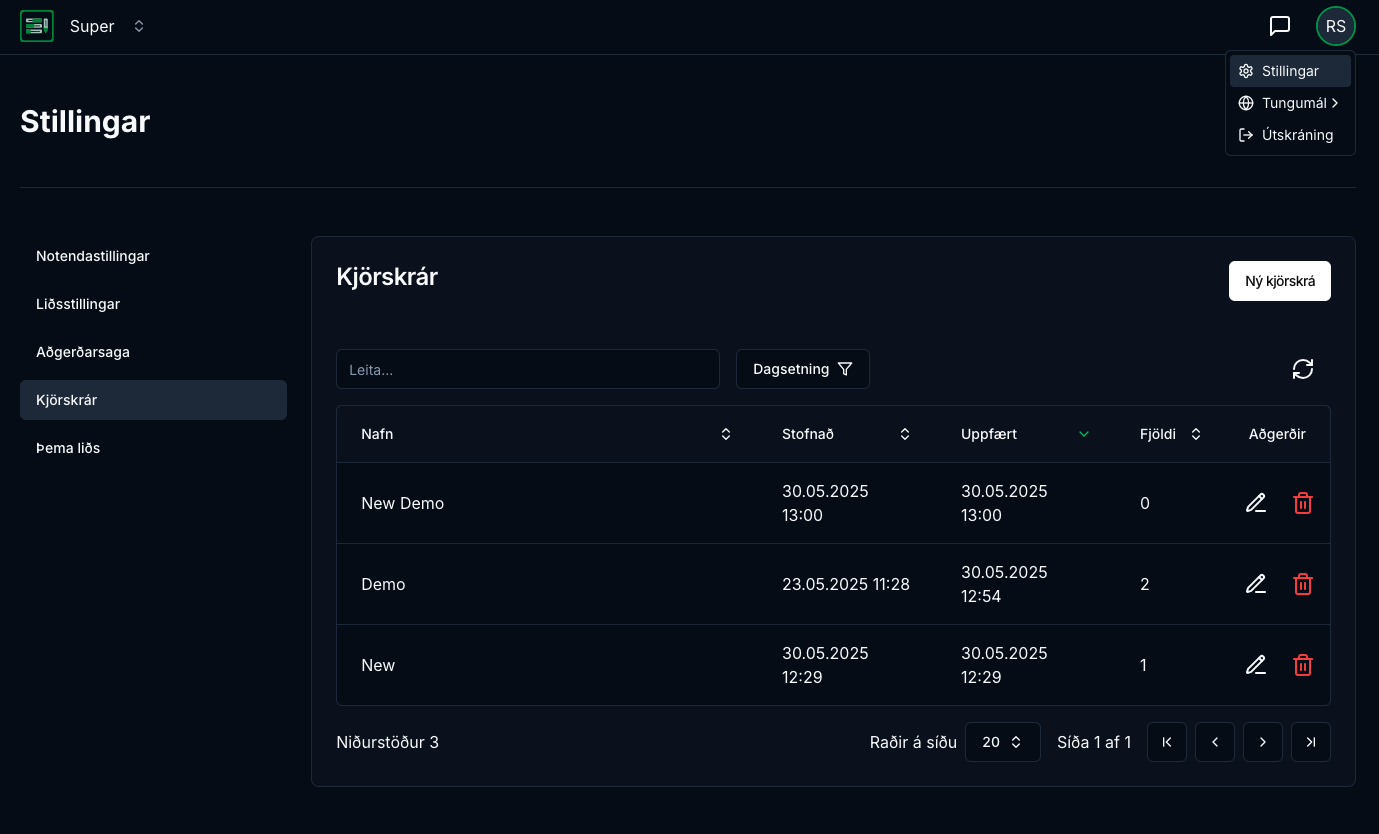 Super
RS
Stillingar
Tungumál
Útskráning
Stillingar
Notendastillingar
Liðsstillingar
Aðgerðarsaga
Kjörskrár
Þema liðs
Kjörskrár
Ný kjörskrá
Leita...
Dagsetning
Nafn Stofnað Uppfært Fjöldi Aðgerðir
New Demo 30.05.2025 13:00 30.05.2025 13:00 0
Demo 23.05.2025 11:28 30.05.2025 12:54 2
New 30.05.2025 12:29 30.05.2025 12:29 1
Niðurstöður 3 Raðir á síðu 20 Síða 1 af 1